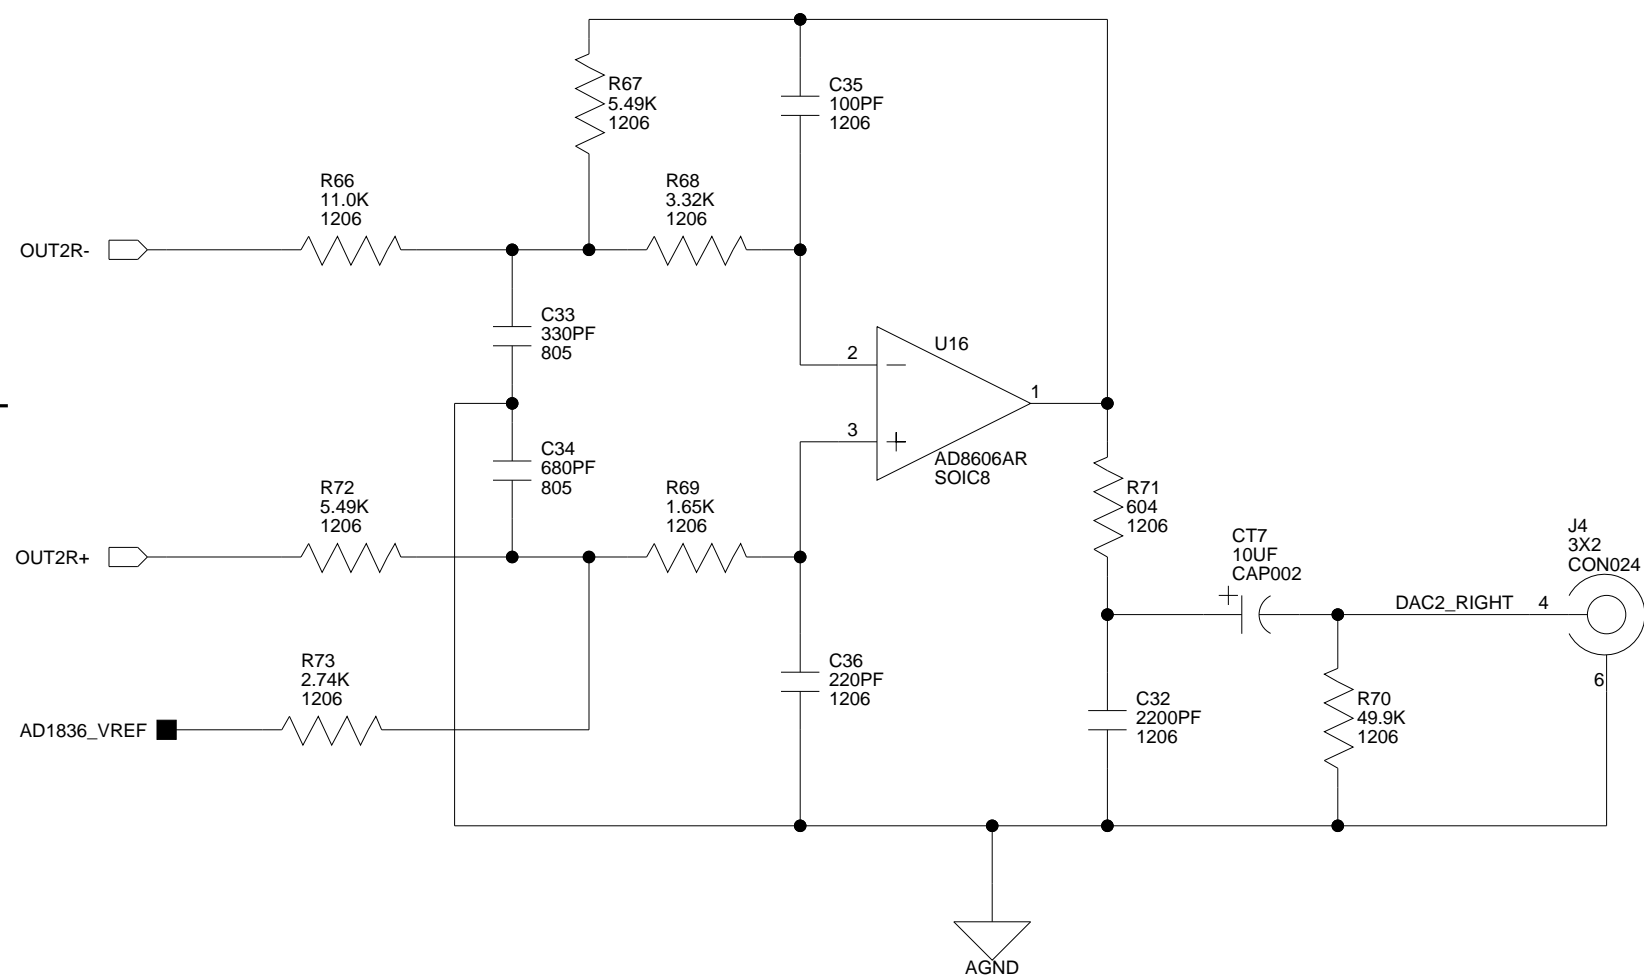 R67
5.49K
1206
C35
100PF
1206
R66
11.0K
1206
R68
3.32K
1206
OUT2R-
C33
330PF
805
2
U16
1
3
AD8606AR
SOIC8
C34
680PF
805
R72
5.49K
1206
R69
1.65K
1206
R71
604
1206
OUT2R+
CT7
10UF
CAP002
J4
3X2
CON024
DAC2_RIGHT
4
6
R73
2.74K
1206
C36
220PF
1206
C32
2200PF
1206
R70
49.9K
1206
AD1836_VREF
AGND